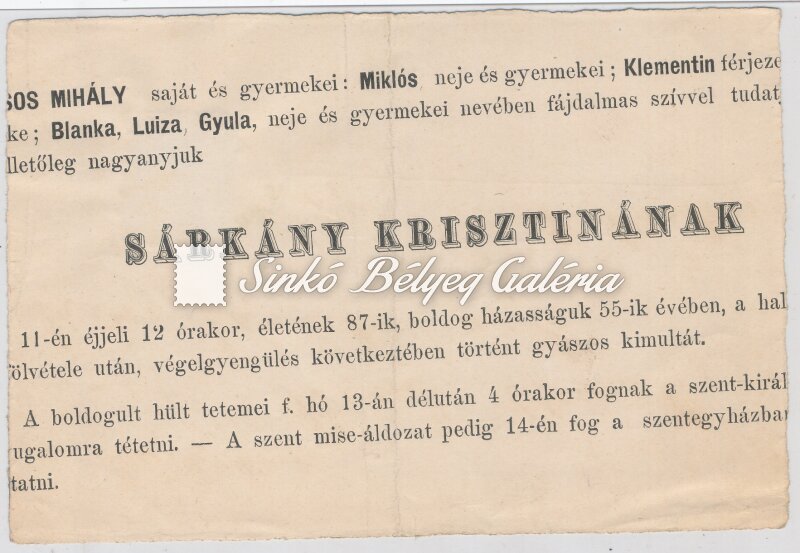 SOS MIHÁLY saját és gyermekei: Miklós, neje és gyermekei; Klementin férjeze
ke; Blanka, Luiza, Gyula, neje és gyermekei nevében fájdalmas szívvel tudatj
lletőleg nagyanyjuk
SÁRKÁNY KRISZTINÁNAK
Sinkó Bélyeg Galéria
11-én éjjeli 12 órakor, életének 87-ik, boldog házasságuk 55-ik évében, a hal
ölvétele után, végelgyengülés következtében történt gyászos kimultát.
A boldogult hült tetemei f. hó 13-án délután 4 órakor fognak a szent-királ
ugalomra tétetni. — A szent mise-áldozat pedig 14-én fog a szentegyházban
tatni.